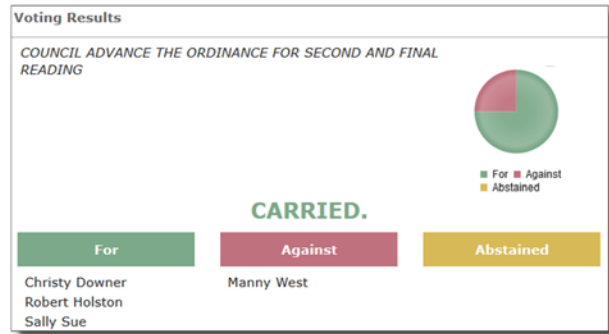 Voting Results
COUNCIL ADVANCE THE ORDINANCE FOR SECOND AND FINAL
READING
For Against
Abstained
CARRIED.
For Against Abstained
Christy Downer Manny West
Robert Holston
Sally Sue